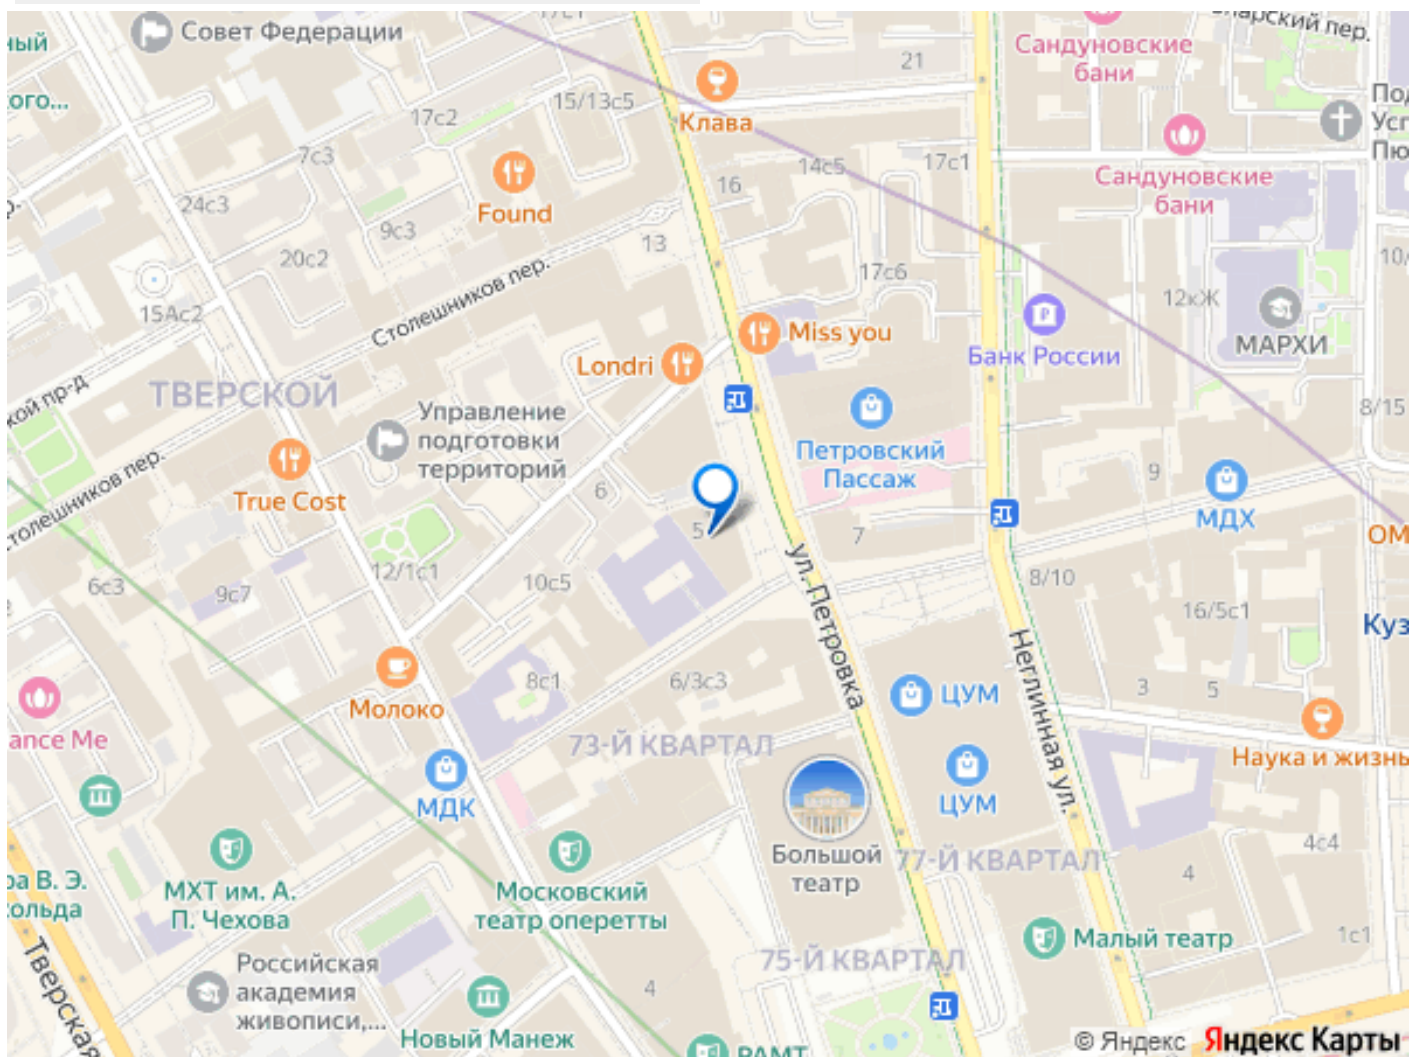 Совет Федерации
17с1
21
Сандуновские
бани
Клава
15/13с5
17с2
7с3
24с3
9с3
Found
20с2
15Ас2
16
14с5
17с1
Сандуновские
бани
13
17с6
12кЖ
МАРХИ
Столешников пер.
Londri
Miss you
Банк России
ТВЕРСКОЙ
Управление
подготовки
территорий
Петровский
Пассаж
8/15
True Cost
6
5
7
9
МДХ
6с3
9с7
12/1с1
10с5
ул. Петровка
8/10
16/5с1
Молоко
8с1
6/3с3
ЦУМ
3
5
Неглинная ул.
73-Й КВАРТАЛ
МДК
ЦУМ
Наука и жизнь
Большой
театр
77-Й КВАРТАЛ
4с4
4
МХТ им. А.
П. Чехова
Московский
театр оперетты
Малый театр
1с1
75-Й КВАРТАЛ
Тверская
Российская
академия
живописи,...
4
Новый Манеж
РАМТ
© Яндекс Яндекс Карты